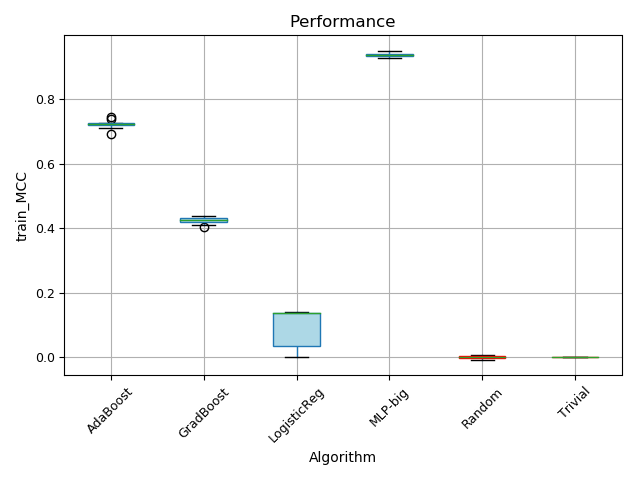 Performance
train_MCC
0.8
0.6
0.4
0.2
0.0
AdaBoost
GradBoost
LogisticReg
MLP-big
Random
Trivial
Algorithm